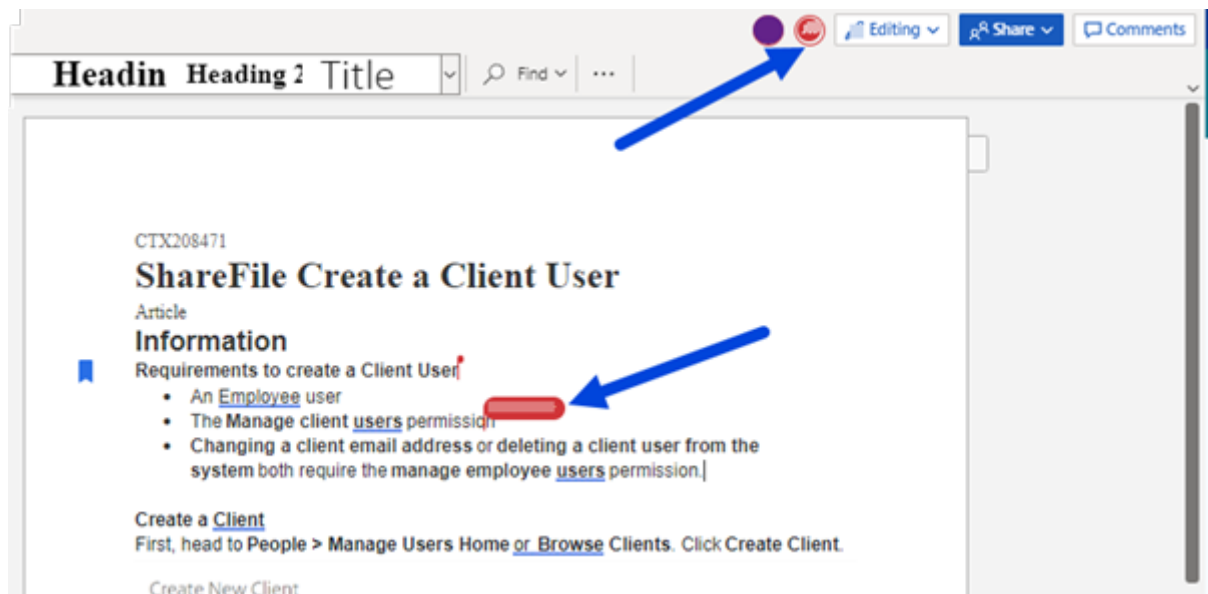 Editing
Share
Comments
Headin Heading 2 Title
Find
CTX208471
ShareFile Create a Client User
Article
Information
Requirements to create a Client User
An Employee user
The Manage client users permission
Changing a client email address or deleting a client user from the
system both require the manage employee users permission.
Create a Client
First, head to People > Manage Users Home or Browse Clients. Click Create Client.
Create New Client